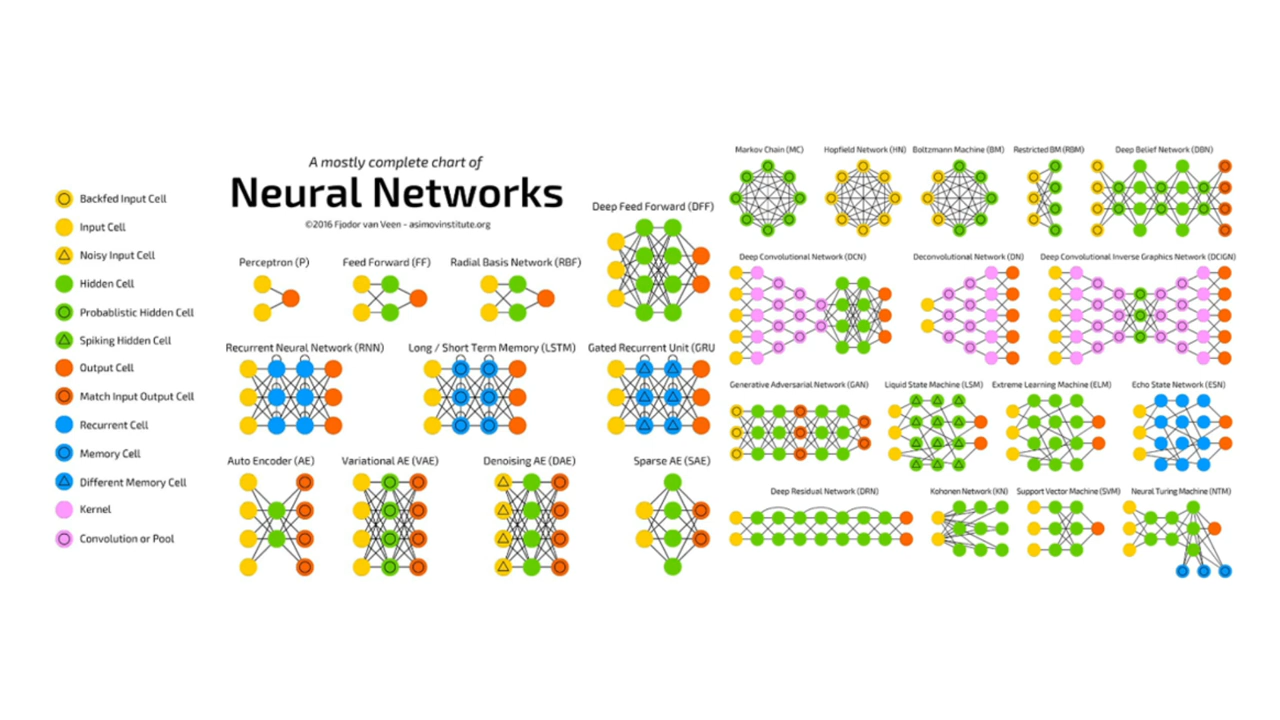 A mostly complete chart of
Neural Networks
©2016 Fjodor van Veen - asimovinstitute.org
Backfed Input Cell
Input Cell
Noisy Input Cell
Hidden Cell
Probablistic Hidden Cell
Spiking Hidden Cell
Output Cell
Match Input Output Cell
Recurrent Cell
Memory Cell
Different Memory Cell
Kernel
Convolution or Pool
Perceptron (P)
Feed Forward (FF)
Radial Basis Network (RBF)
Deep Feed Forward (DFF)
Recurrent Neural Network (RNN)
Long / Short Term Memory (LSTM)
Gated Recurrent Unit (GRU
Auto Encoder (AE)
Variational AE (VAE)
Denoising AE (DAE)
Sparse AE (SAE)
Markov Chain (MC)
Hopfield Network (HN)
Boltzmann Machine (BM)
Restricted BM (RBM)
Deep Belief Network (DBN)
Deep Convolutional Network (DCN)
Deconvolutional Network (DN)
Deep Convolutional Inverse Graphics Network (DCIGN)
Generative Adversarial Network (GAN)
Liquid State Machine (LSM)
Extreme Learning Machine (ELM)
Echo State Network (ESN)
Deep Residual Network (DRN)
Kohonen Network (KN)
Support Vector Machine (SVM)
Neural Turing Machine (NTM)